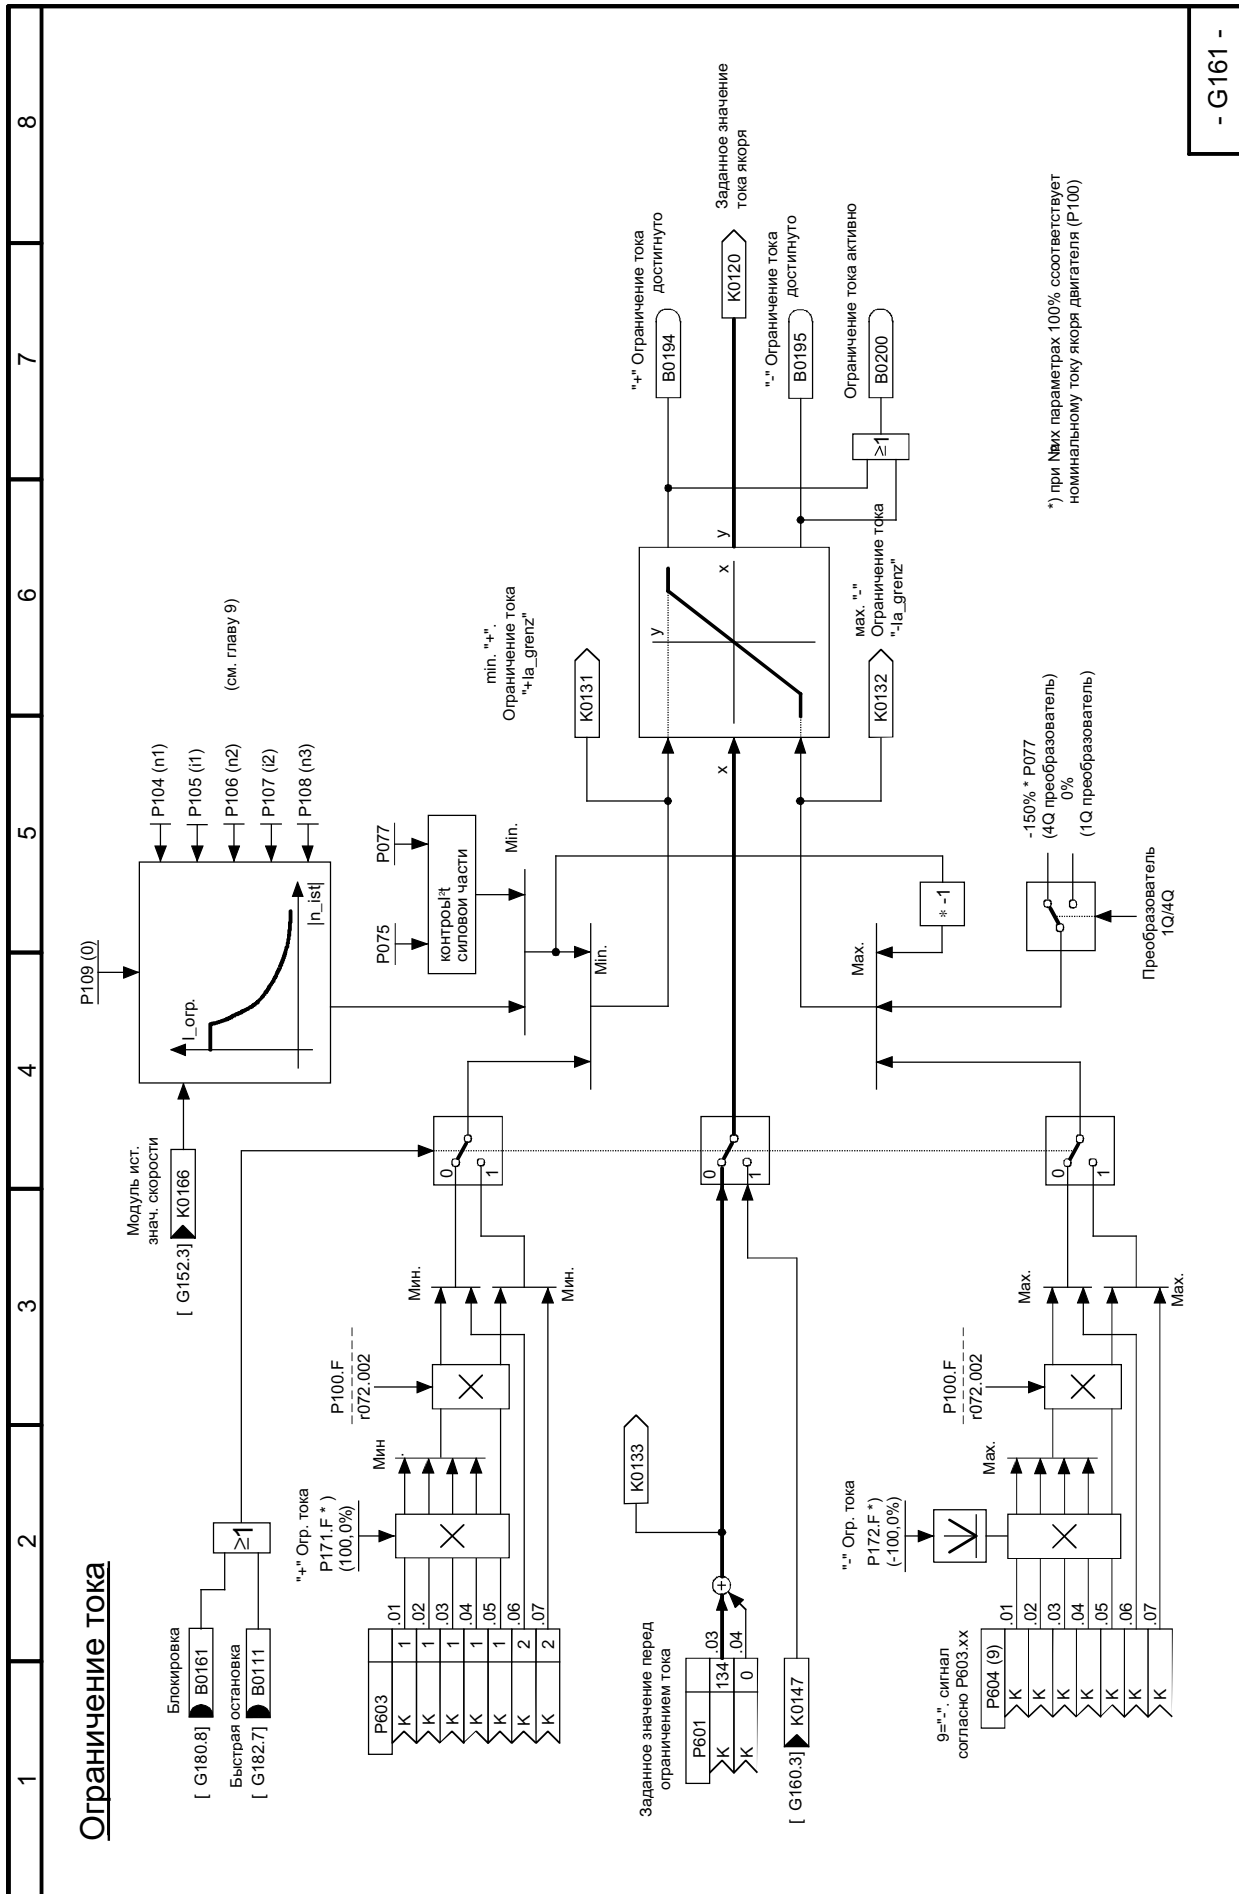 1
2
3
4
5
6
7
8
Ограничение тока
Блокировка
[ G180.8] B0161
Быстрая остановка
[ G182.7] B0111
≥1
Модуль ист.
знач. скорости
[ G152.3] K0166
P109 (0)
I_огр.
|n_ist|
P104 (n1)
P105 (i1)
P106 (n2)
P107 (i2)
P108 (n3)
(см. главу 9)
P603
K 1 .01
K 1 .02
K 1 .03
K 1 .04
K 1 .05
K 2 .06
K 2 .07
"+" Огр. тока
P171.F * )
(100,0%)
Мин
P100.F
r072.002
Мин.
Мин.
0
1
P075
P077
силовой части
Min.
Min.
min. "+".
Ограничение тока
"+Ia_grenz"
K0131
"+" Ограничение тока
достигнуто
B0194
Заданное значение перед
ограничением тока
P601
K 134 .03
K 0 .04
+
K0133
[ G160.3] K0147
0
1
x
y
x
y
K0120
Заданное значение
тока якоря
"-" Ограничение тока
достигнуто
B0195
≥1
Ограничение тока активно
B0200
мах. "-"
Ограничение тока
"-Ia_grenz"
K0132
9="-". сигнал
согласно P603.xx
P604 (9)
K .01
K .02
K .03
K .04
K .05
K .06
K .07
"-" Огр. тока
P172.F *)
(-100,0%)
Max.
P100.F
r072.002
Max.
Max.
0
1
Max.
* -1
-150% * P077
(4Q преобразователь)
0%
(1Q преобразователь)
Преобразователь
1Q/4Q
*) при параметрах 100% ссоответствует
номинальному току якоря двигателя (P100)
- G161 -